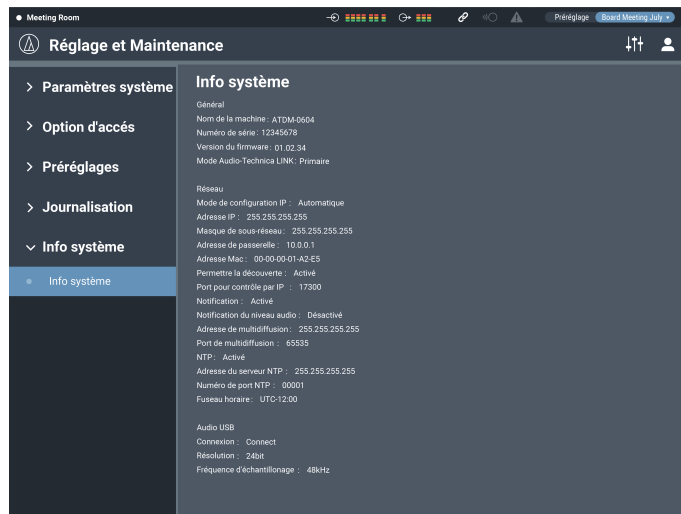 Meeting Room
Préréglage Board Meeting July
Réglage et Maintenance
Paramètres système
Option d'accés
Préréglages
Journalisation
Info système
Info système
Info système
Général
Nom de la machine : ATDM-0604
Numéro de série : 12345678
Version du firmware : 01.02.34
Mode Audio-Technica LINK : Primaire
Réseau
Mode de configuration IP : Automatique
Adresse IP : 255.255.255.255
Masque de sous-réseau : 255.255.255.255
Adresse de passerelle : 10.0.0.1
Adresse Mac : 00-00-00-01-A2-E5
Permettre la découverte : Activé
Port pour contrôle par IP : 17300
Notification : Activé
Notification du niveau audio : Désactivé
Adresse de multidiffusion : 255.255.255.255
Port de multidiffusion : 65535
NTP : Activé
Adresse du serveur NTP : 255.255.255.255
Numéro de port NTP : 00001
Fuseau horaire : UTC-12:00
Audio USB
Connexion : Connect
Résolution : 24bit
Fréquence d'échantillonage : 48kHz